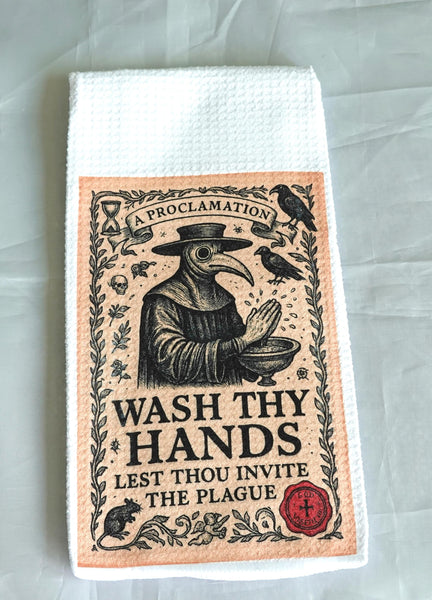 A PROCLAMATION
WASH THY
HANDS
LEST THOU INVITE
THE PLAGUE